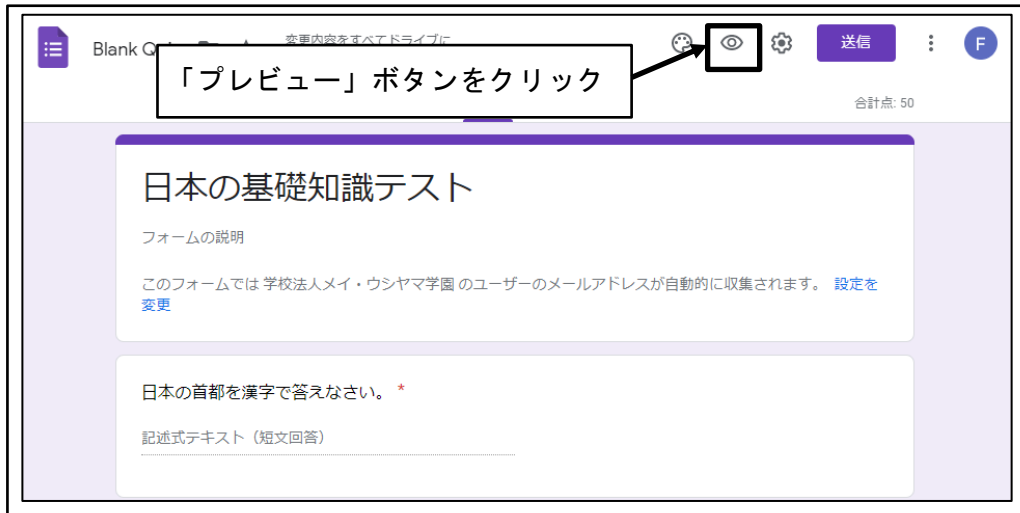 Blank Q
変更内容をすべてドライブに
送信
F
「プレビュー」ボタンをクリック
合計点: 50
日本の基礎知識テスト
フォームの説明
このフォームでは 学校法人メイ・ウシヤマ学園 のユーザーのメールアドレスが自動的に収集されます。 設定を
変更
日本の首都を漢字で答えなさい。 *
記述式テキスト（短文回答）